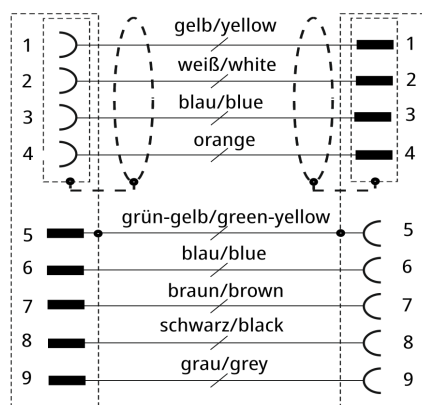 1 gelb/yellow 1
2 weiß/white 2
3 blau/blue 3
4 orange 4
5 grün-gelb/green-yellow 5
6 blau/blue 6
7 braun/brown 7
8 schwarz/black 8
9 grau/grey 9